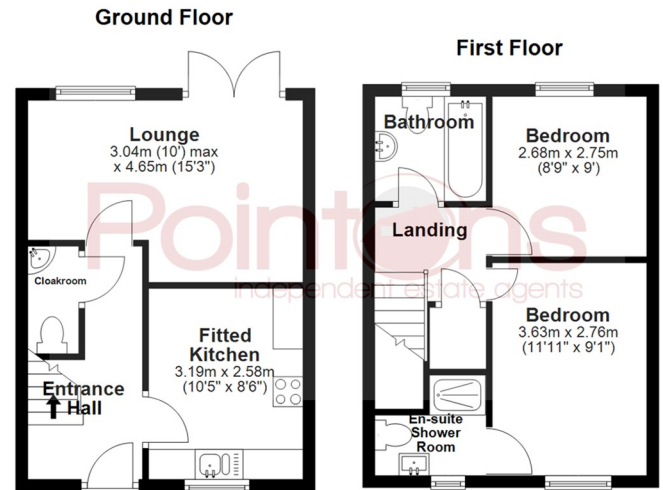 Ground Floor
Lounge
3.04m (10') max
x 4.65m (15'3")
Cloakroom
Fitted
Kitchen
3.19m x 2.58m
(10'5" x 8'6")
Entrance
Hall
First Floor
Bathroom
Bedroom
2.68m x 2.75m
(8'9" x 9')
Landing
Bedroom
3.63m x 2.76m
(11'11" x 9'1")
En-suite
Shower
Room
Pointons
independent estate agents